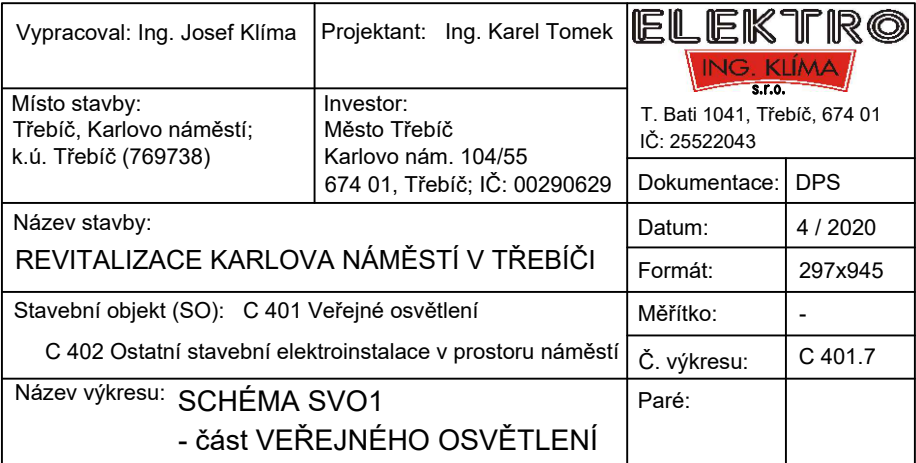 Vypracoval: Ing. Josef Klíma
Projektant: Ing. Karel Tomek
ELEKTRO
ING. KLÍMA
s.r.o.
T. Bati 1041, Třebíč, 674 01
IČ: 25522043
Místo stavby:
Třebíč, Karlovo náměstí;
k.ú. Třebíč (769738)
Investor:
Město Třebíč
Karlovo nám. 104/55
674 01, Třebíč; IČ: 00290629
Dokumentace: DPS
Název stavby:
REVITALIZACE KARLOVA NÁMĚSTÍ V TŘEBÍČI
Datum: 4 / 2020
Formát: 297x945
Stavební objekt (SO): C 401 Veřejné osvětlení
C 402 Ostatní stavební elektroinstalace v prostoru náměstí
Měřítko: -
Č. výkresu: C 401.7
Název výkresu: SCHÉMA SVO1
- část VEŘEJNÉHO OSVĚTLENÍ
Paré: